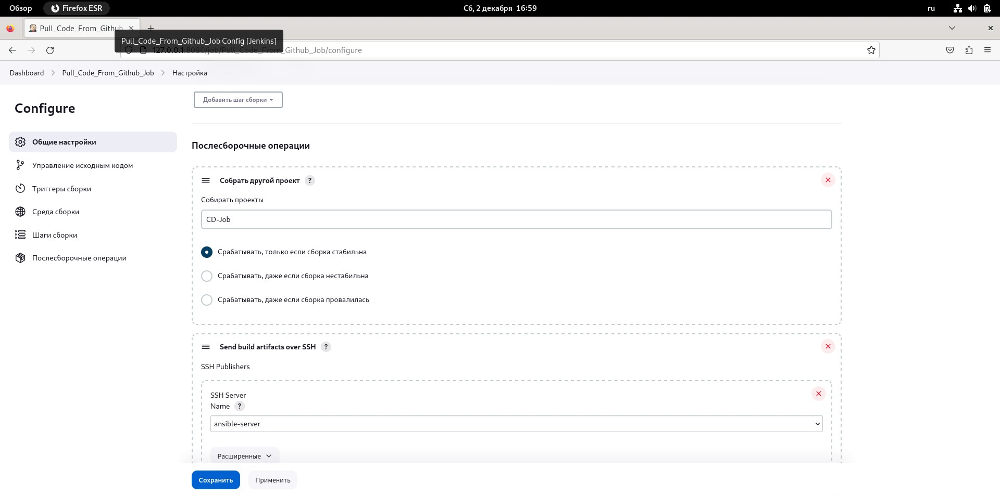 Обзор
Firefox ESR
Сб, 2 декабря 16:59
ru
Pull_Code_From_Github
Pull_Code_From_Github_Job Config [Jenkins]
127.0.0.1:8080/job/Pull_Code_From_Github_Job/configure
Dashboard
Pull_Code_From_Github_Job
Настройка
Configure
Общие настройки
Управление исходным кодом
Триггеры сборки
Среда сборки
Шаги сборки
Послесборочные операции
Добавить шаг сборки
Послесборочные операции
Собрать другой проект ?
Собирать проекты
CD-Job
Срабатывать, только если сборка стабильна
Срабатывать, даже если сборка нестабильна
Срабатывать, даже если сборка провалилась
Send build artifacts over SSH ?
SSH Publishers
SSH Server
Name ?
ansible-server
Расширенные
Сохранить
Применить